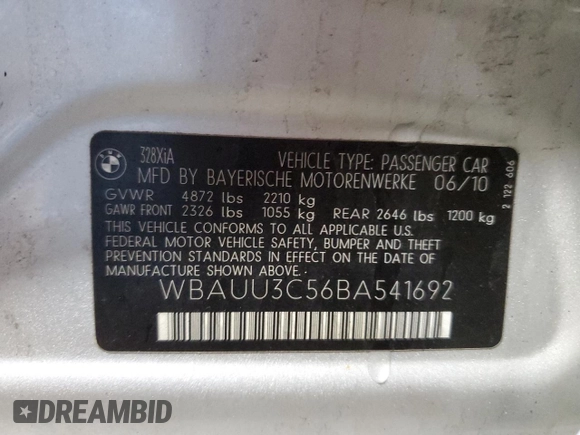 BMW
328XiA
VEHICLE TYPE: PASSENGER CAR
MFD BY BAYERISCHE MOTORENWERKE 06/10
GVWR 4872 lbs 2210 kg
GAWR FRONT 2326 lbs 1055 kg REAR 2646 lbs 1200 kg
THIS VEHICLE CONFORMS TO ALL APPLICABLE U.S.
FEDERAL MOTOR VEHICLE SAFETY, BUMPER AND THEFT
PREVENTION STANDARDS IN EFFECT ON THE DATE OF
MANUFACTURE SHOWN ABOVE.
WBAUU3C56BA541692
2 122 606
DREAMBID